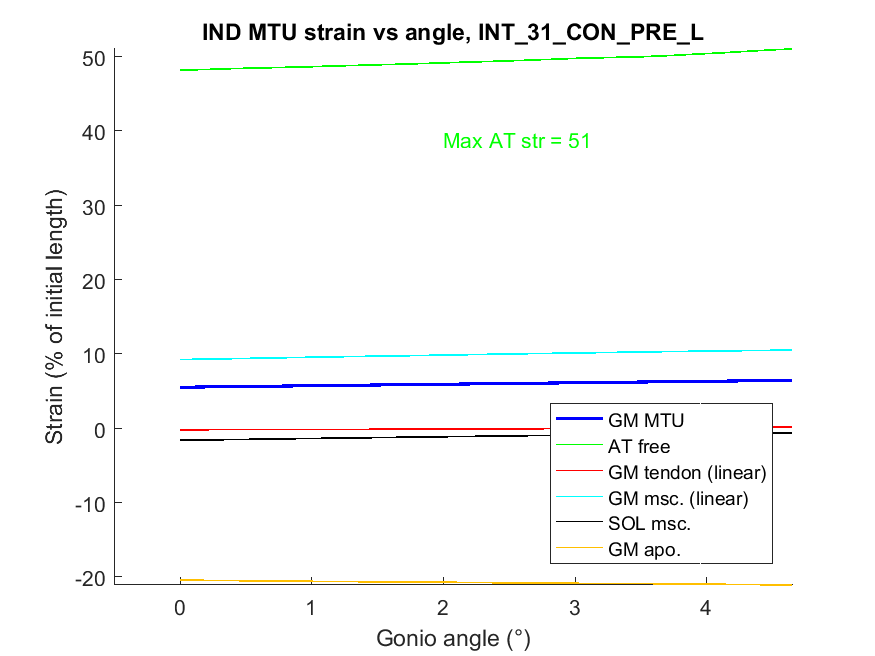 IND MTU strain vs angle, INT_31_CON_PRE_L
50
40
30
20
10
0
-10
-20
Strain (% of initial length)
Max AT str = 51
GM MTU
AT free
GM tendon (linear)
GM msc. (linear)
SOL msc.
GM apo.
0
1
2
3
4
Gonio angle (°)